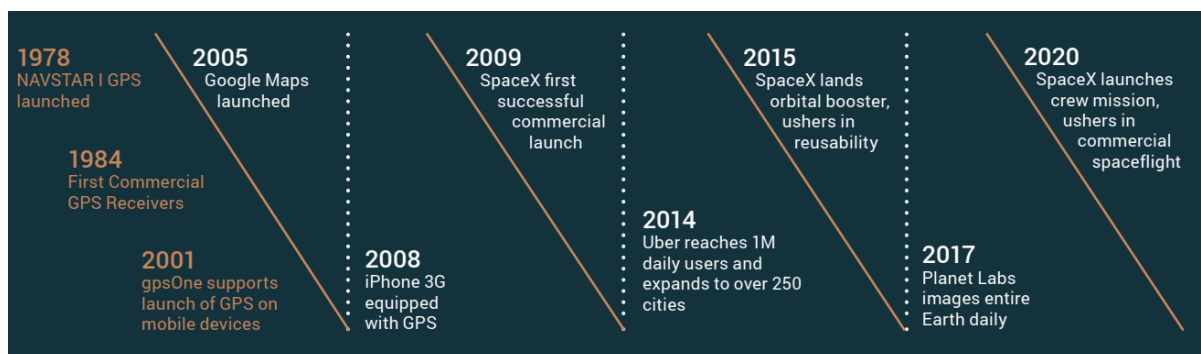 1978
NAVSTAR I GPS
launched
1984
First Commercial
GPS Receivers
2001
gpsOne supports
launch of GPS on
mobile devices
2005
Google Maps
launched
2008
iPhone 3G
equipped
with GPS
2009
SpaceX first
successful
commercial
launch
2014
Uber reaches 1M
daily users and
expands to over 250
cities
2015
SpaceX lands
orbital booster,
ushers in
reusability
2017
Planet Labs
images entire
Earth daily
2020
SpaceX launches
crew mission,
ushers in
commercial
spaceflight